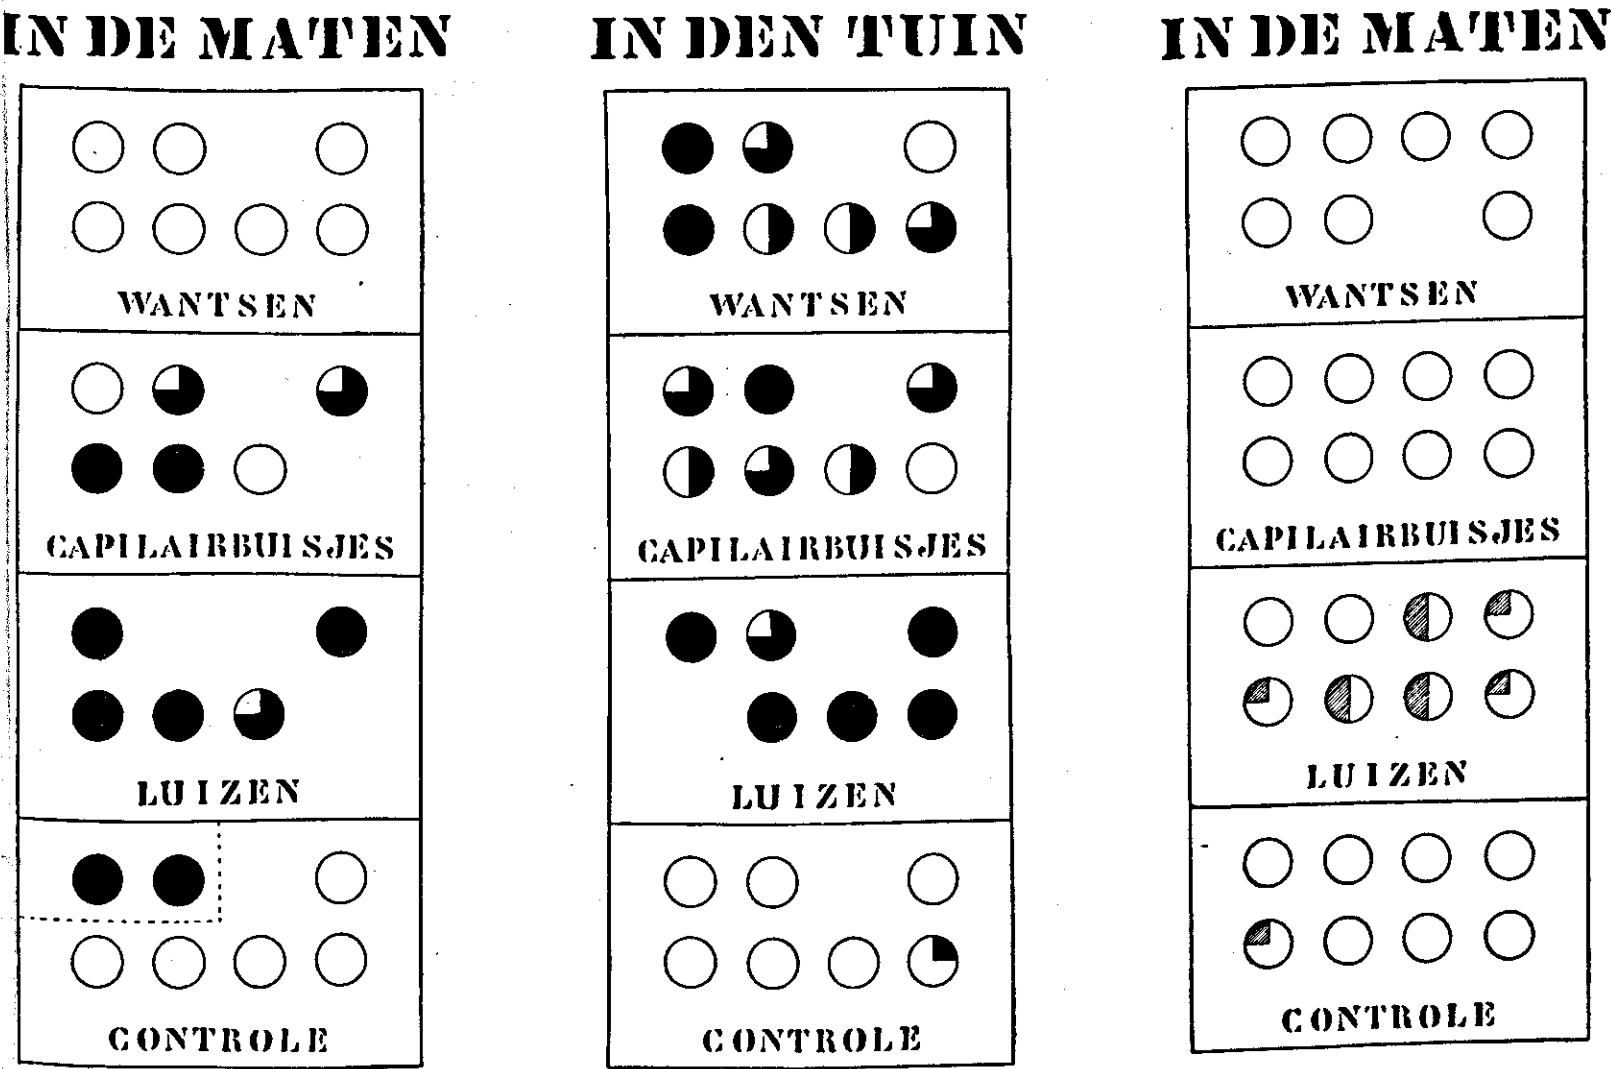 IN DE MATEN
WANTSEN
CAPILAIRBUISJES
LUIZEN
CONTROLE
IN DEN TUIN
WANTSEN
CAPILAIRBUISJES
LUIZEN
CONTROLE
IN DE MATEN
WANTSEN
CAPILAIRBUISJES
LUIZEN
CONTROLE